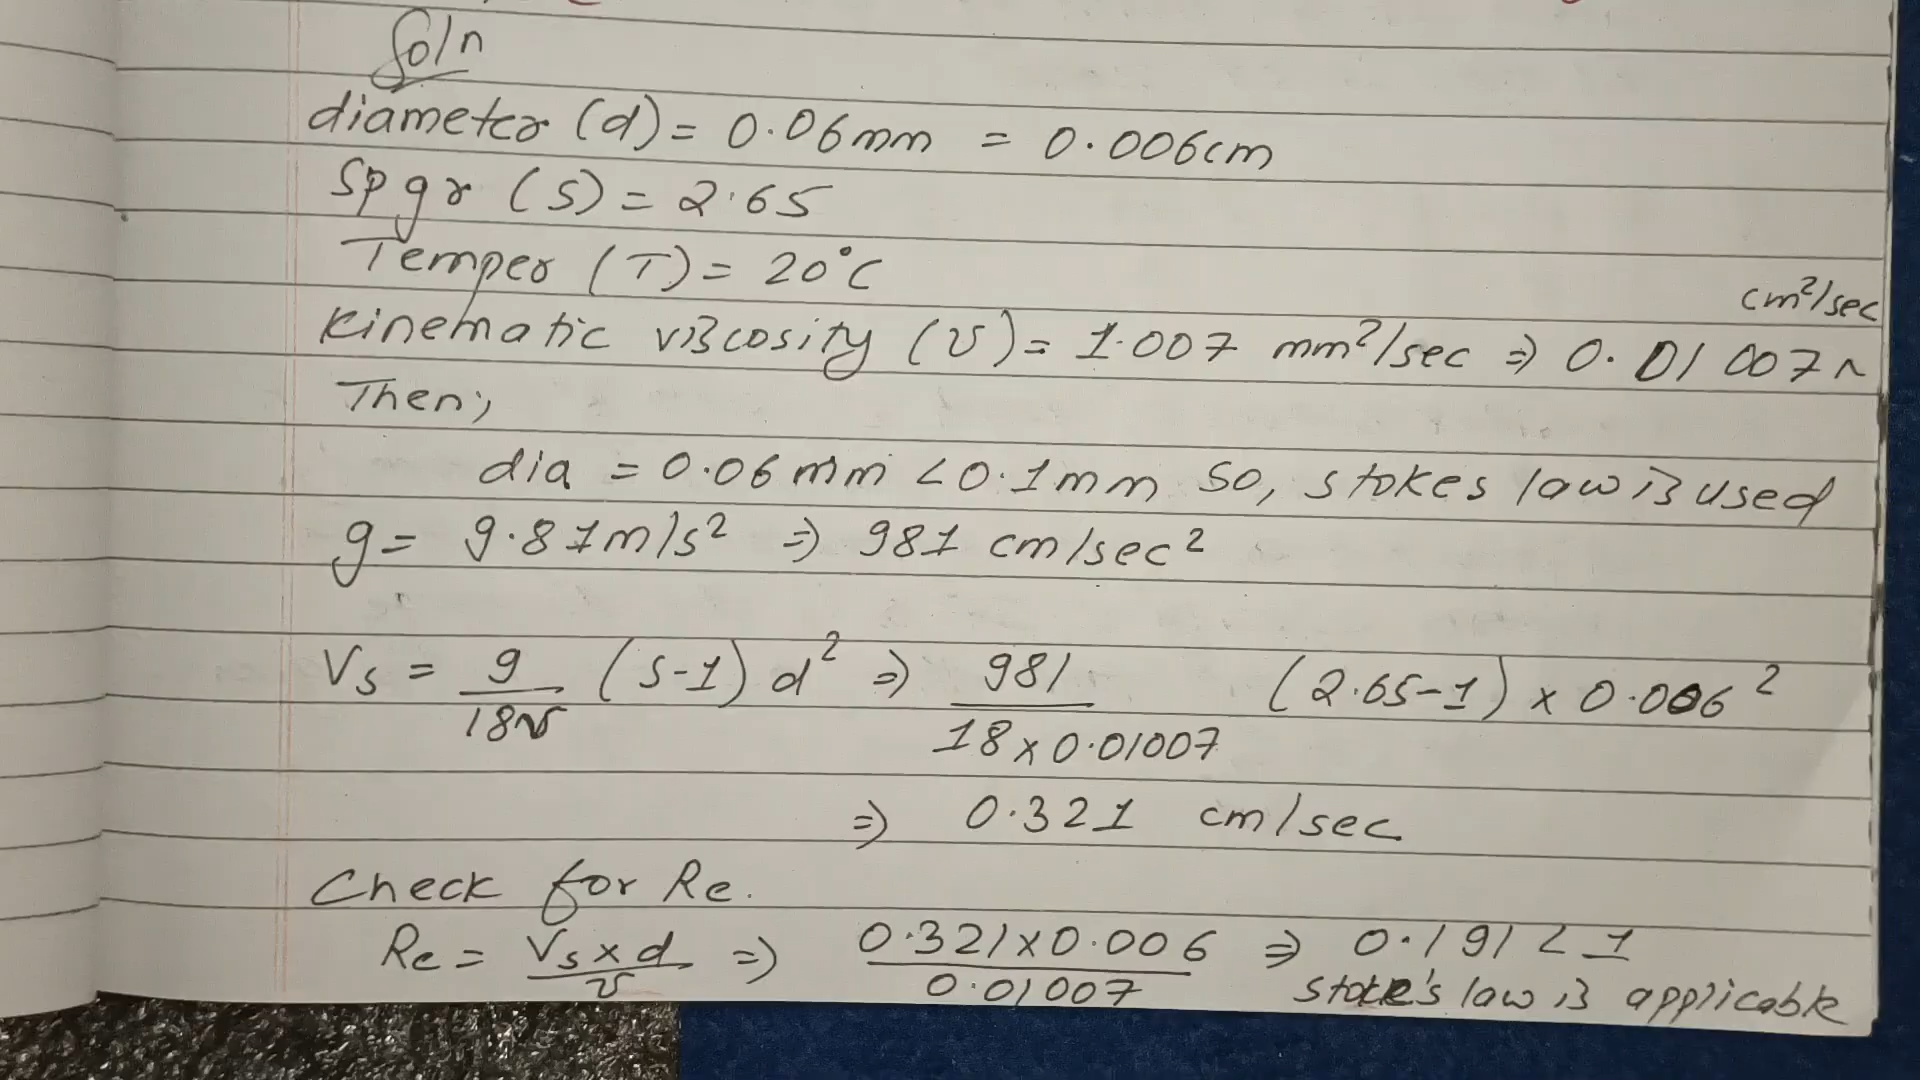 Soln
diameter (d) = 0.06mm = 0.006cm
Sp gr (S) = 2.65
Temper (T) = 20°C
Kinematic viscosity (υ) = 1.007 mm²/sec ⇒ 0.01007 cm²/sec
Then;
dia = 0.06mm < 0.1mm So, stokes law is used
g = 9.81m/s² ⇒ 981 cm/sec²
Vs = g/18υ (S-1) d² ⇒ 981/18×0.01007 (2.65-1) × 0.006²
⇒ 0.321 cm/sec
Check for Re.
Re = Vs×d/υ ⇒ 0.321×0.006/0.01007 ⇒ 0.191 < 1
stoke's law is applicable